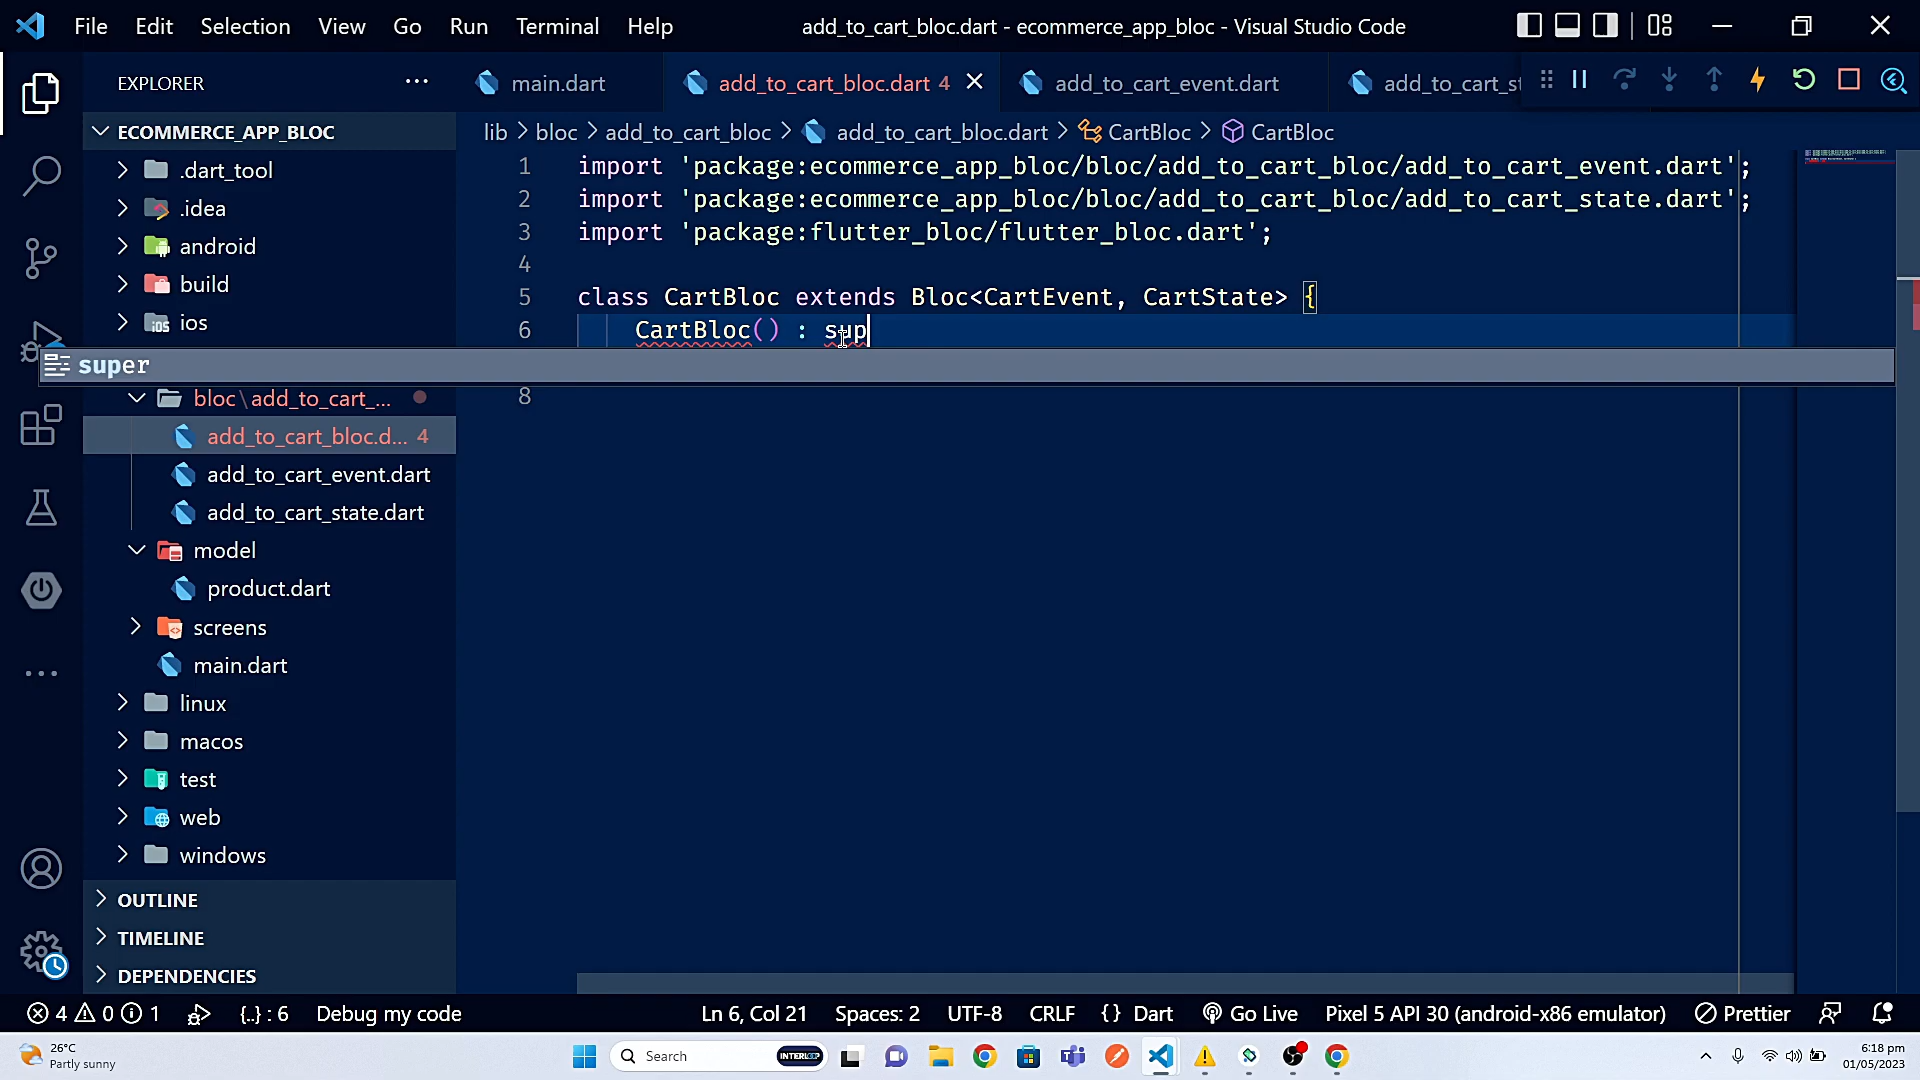 File Edit Selection View Go Run Terminal Help
add_to_cart_bloc.dart - ecommerce_app_bloc - Visual Studio Code
EXPLORER
main.dart
add_to_cart_bloc.dart 4
add_to_cart_event.dart
add_to_cart_st
ECOMMERCE_APP_BLOC
lib > bloc > add_to_cart_bloc > add_to_cart_bloc.dart > CartBloc > CartBloc
.dart_tool
.idea
android
build
ios
1 import 'package:ecommerce_app_bloc/bloc/add_to_cart_bloc/add_to_cart_event.dart';
2 import 'package:ecommerce_app_bloc/bloc/add_to_cart_bloc/add_to_cart_state.dart';
3 import 'package:flutter_bloc/flutter_bloc.dart';
4
5 class CartBloc extends Bloc<CartEvent, CartState> {
6 CartBloc() : sup
super
8
bloc\add_to_cart_...
add_to_cart_bloc.d... 4
add_to_cart_event.dart
add_to_cart_state.dart
model
product.dart
screens
main.dart
linux
macos
test
web
windows
OUTLINE
TIMELINE
DEPENDENCIES
4 0 1 {..} : 6 Debug my code Ln 6, Col 21 Spaces: 2 UTF-8 CRLF {} Dart Go Live Pixel 5 API 30 (android-x86 emulator) Prettier
26°C
Partly sunny
Search
INTERLOOP
6:18 pm
01/05/2023